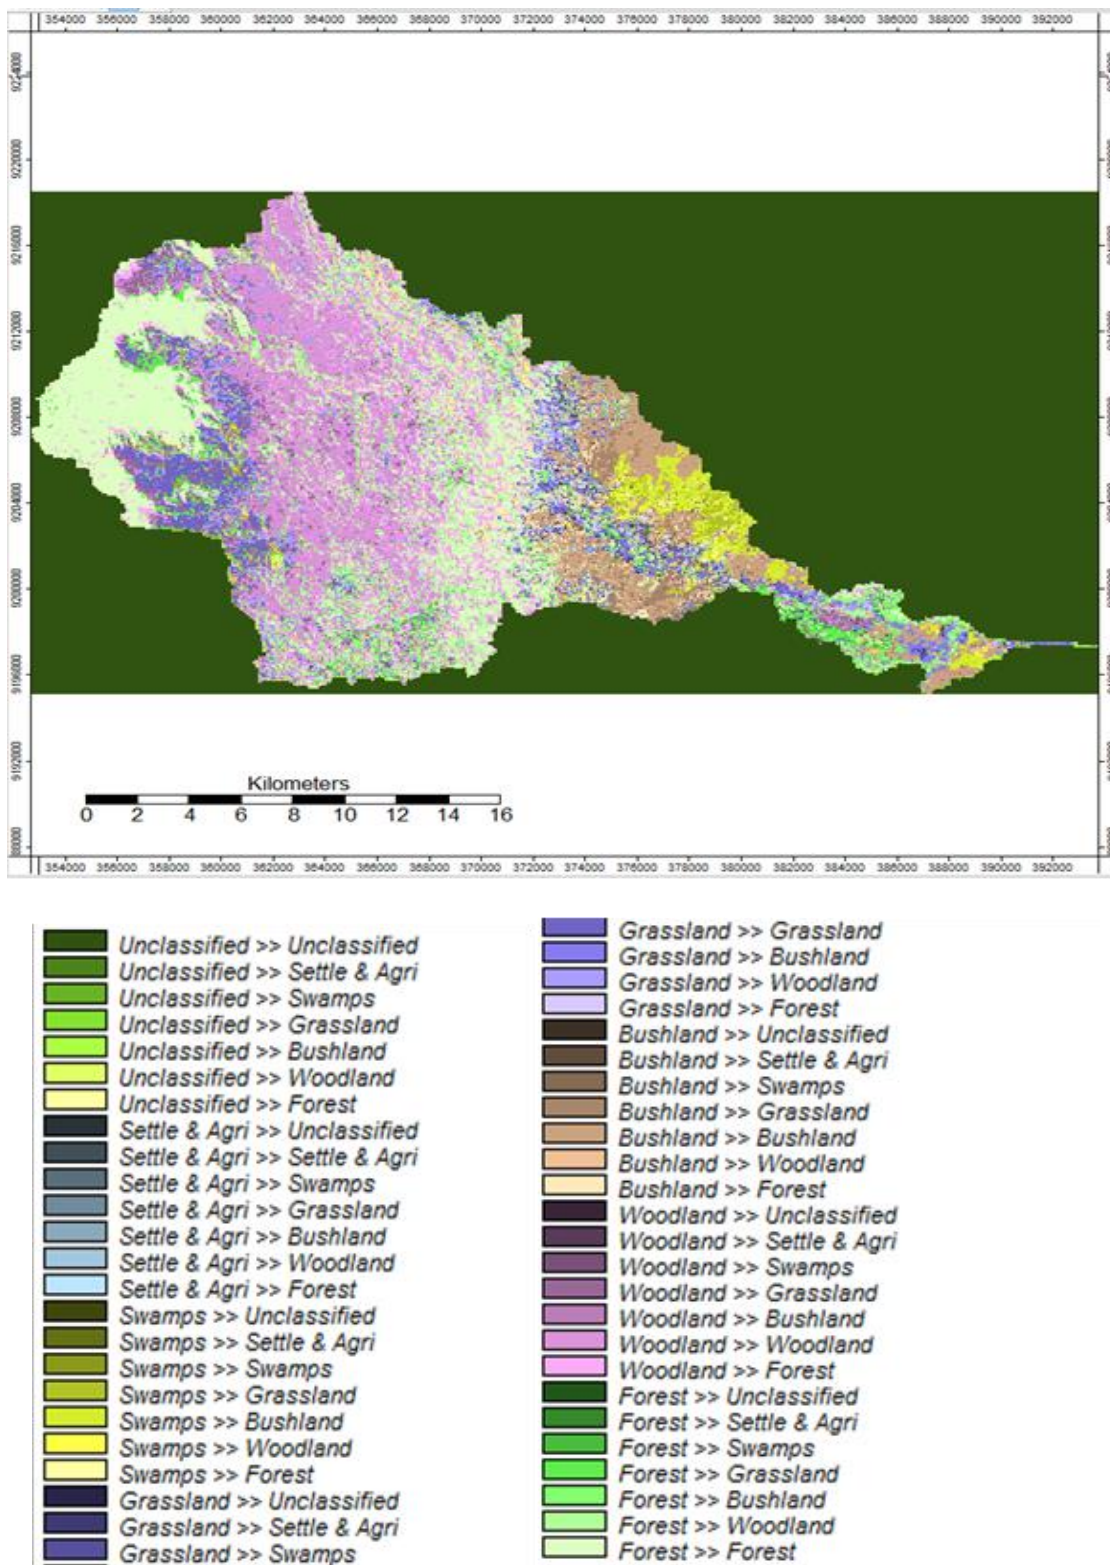 354000 356000 358000 360000 362000 364000 366000 368000 370000 372000 374000 376000 378000 380000 382000 384000 386000 388000 390000 392000
9220000
9216000
9212000
9208000
9204000
9200000
9196000
9192000
Kilometers
0 2 4 6 8 10 12 14 16
354000 356000 358000 360000 362000 364000 366000 368000 370000 372000 374000 376000 378000 380000 382000 384000 386000 388000 390000 392000
Unclassified >> Unclassified
Unclassified >> Settle & Agri
Unclassified >> Swamps
Unclassified >> Grassland
Unclassified >> Bushland
Unclassified >> Woodland
Unclassified >> Forest
Settle & Agri >> Unclassified
Settle & Agri >> Settle & Agri
Settle & Agri >> Swamps
Settle & Agri >> Grassland
Settle & Agri >> Bushland
Settle & Agri >> Woodland
Settle & Agri >> Forest
Swamps >> Unclassified
Swamps >> Settle & Agri
Swamps >> Swamps
Swamps >> Grassland
Swamps >> Bushland
Swamps >> Woodland
Swamps >> Forest
Grassland >> Unclassified
Grassland >> Settle & Agri
Grassland >> Swamps
Grassland >> Grassland
Grassland >> Bushland
Grassland >> Woodland
Grassland >> Forest
Bushland >> Unclassified
Bushland >> Settle & Agri
Bushland >> Swamps
Bushland >> Grassland
Bushland >> Bushland
Bushland >> Woodland
Bushland >> Forest
Woodland >> Unclassified
Woodland >> Settle & Agri
Woodland >> Swamps
Woodland >> Grassland
Woodland >> Bushland
Woodland >> Woodland
Woodland >> Forest
Forest >> Unclassified
Forest >> Settle & Agri
Forest >> Swamps
Forest >> Grassland
Forest >> Bushland
Forest >> Woodland
Forest >> Forest